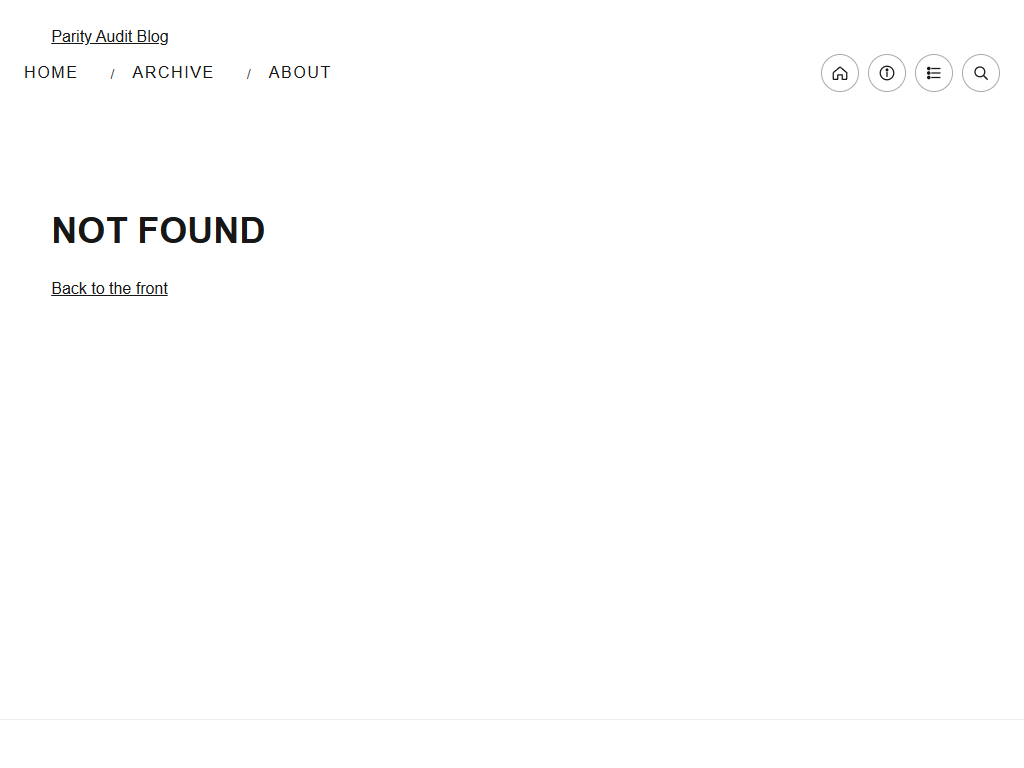 Parity Audit Blog
HOME / ARCHIVE / ABOUT
NOT FOUND
Back to the front